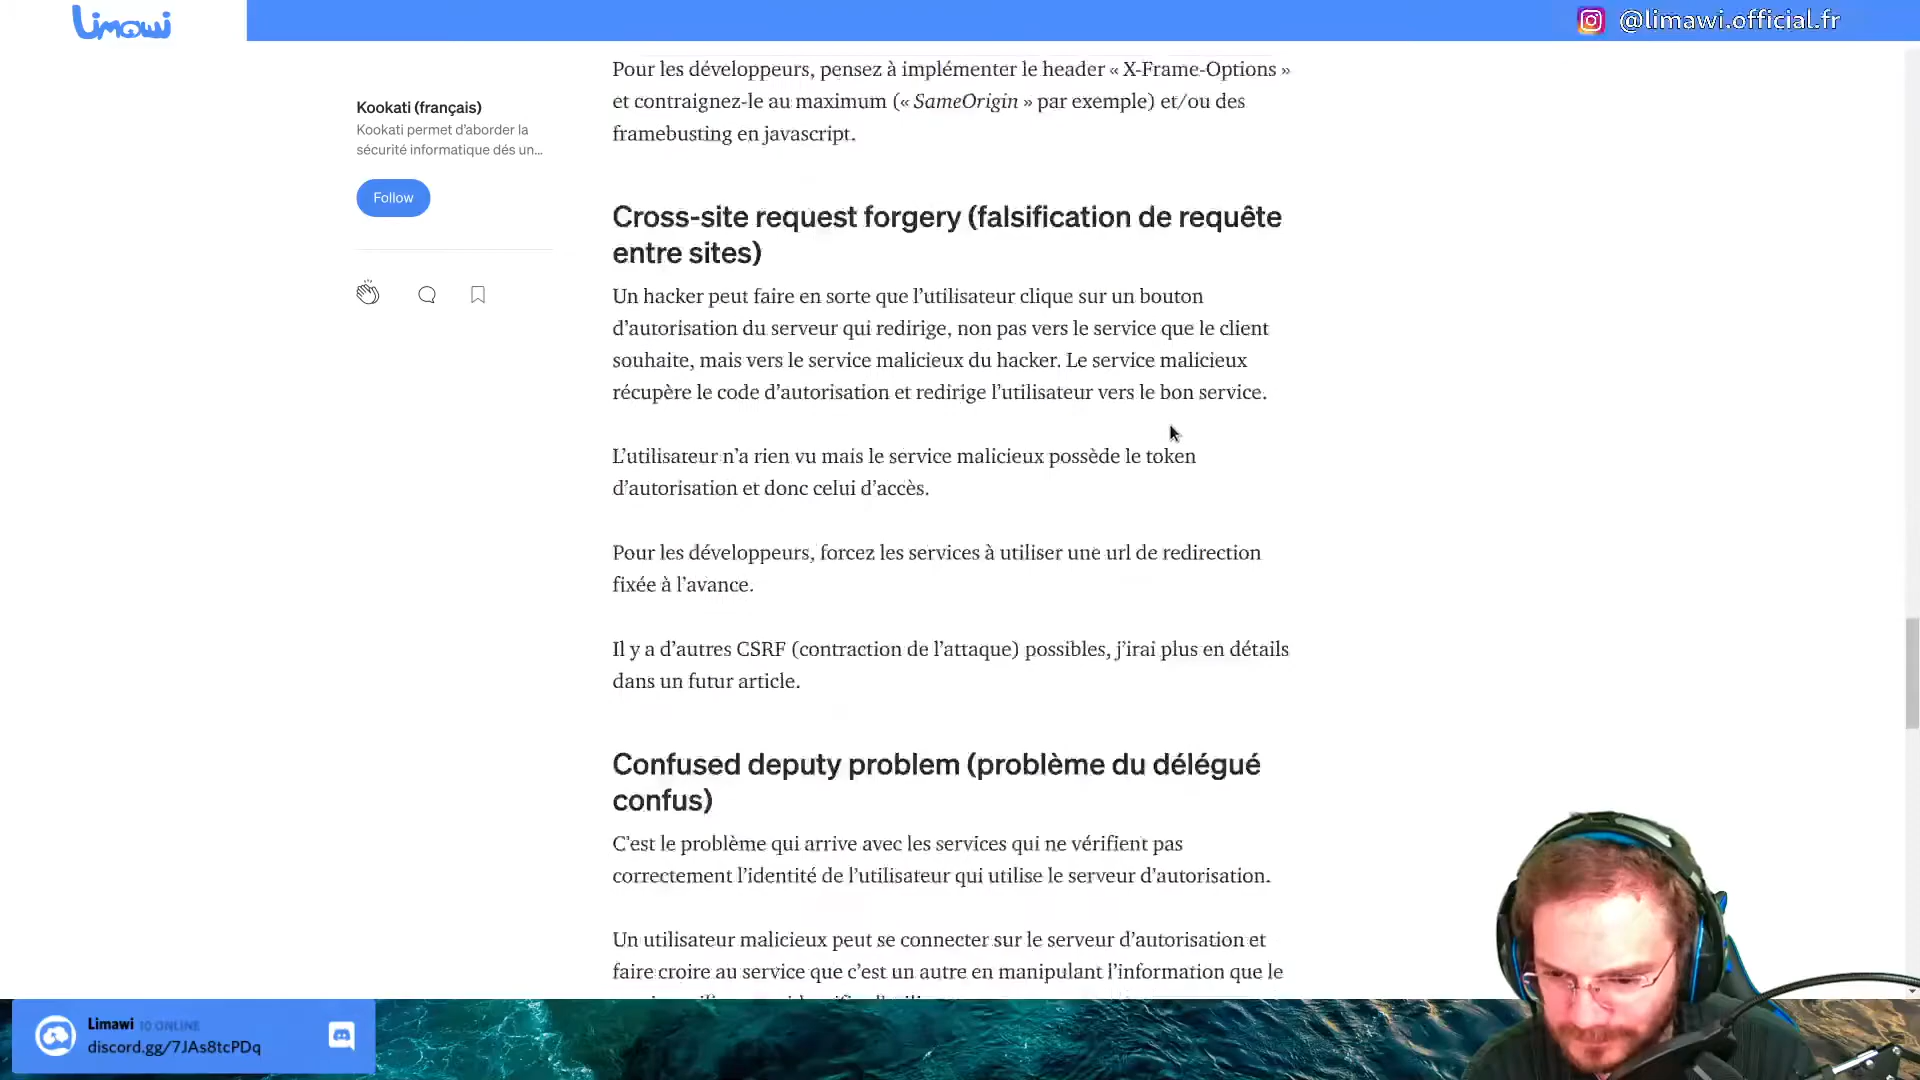 Limawi
@limawi.official.fr
Kookati (français)
Kookati permet d'aborder la
sécurité informatique dés un...
Follow
Pour les développeurs, pensez à implémenter le header « X-Frame-Options »
et contraignez-le au maximum (« SameOrigin » par exemple) et/ou des
framebusting en javascript.
Cross-site request forgery (falsification de requête
entre sites)
Un hacker peut faire en sorte que l'utilisateur clique sur un bouton
d'autorisation du serveur qui redirige, non pas vers le service que le client
souhaite, mais vers le service malicieux du hacker. Le service malicieux
récupère le code d'autorisation et redirige l'utilisateur vers le bon service.
L'utilisateur n'a rien vu mais le service malicieux possède le token
d'autorisation et donc celui d'accès.
Pour les développeurs, forcez les services à utiliser une url de redirection
fixée à l'avance.
Il y a d'autres CSRF (contraction de l'attaque) possibles, j'irai plus en détails
dans un futur article.
Confused deputy problem (problème du délégué
confus)
C'est le problème qui arrive avec les services qui ne vérifient pas
correctement l'identité de l'utilisateur qui utilise le serveur d'autorisation.
Un utilisateur malicieux peut se connecter sur le serveur d'autorisation et
faire croire au service que c'est un autre en manipulant l'information que le
Limawi 10 ONLINE
discord.gg/7JAs8tcPDq